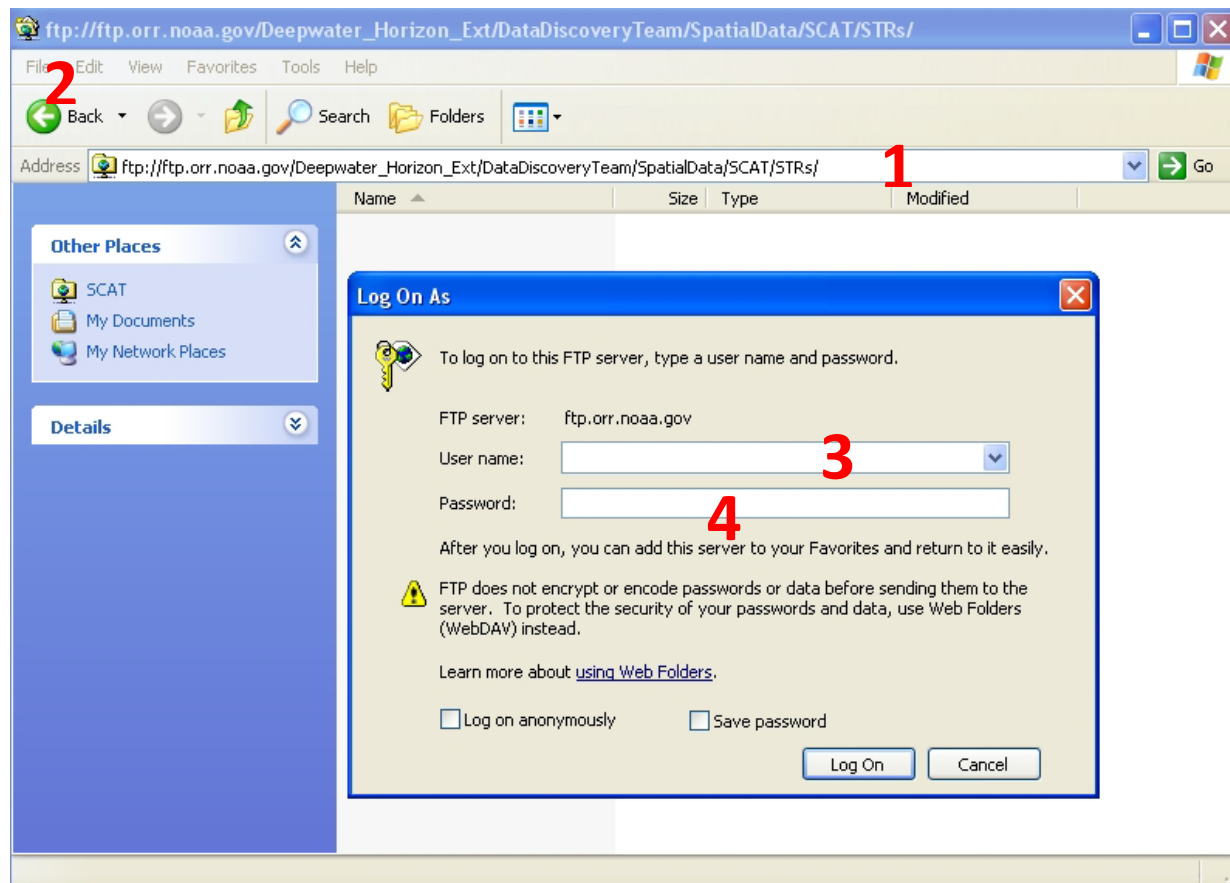 ftp://ftp.orr.noaa.gov/Deepwater_Horizon_Ext/DataDiscoveryTeam/SpatialData/SCAT/STRs/
File Edit View Favorites Tools Help
2
Back Search Folders
Address ftp://ftp.orr.noaa.gov/Deepwater_Horizon_Ext/DataDiscoveryTeam/SpatialData/SCAT/STRs/ Go
1
Name Size Type Modified
Other Places
SCAT
My Documents
My Network Places
Details
Log On As
To log on to this FTP server, type a user name and password.
FTP server: ftp.orr.noaa.gov
User name: 3
Password: 4
After you log on, you can add this server to your Favorites and return to it easily.
FTP does not encrypt or encode passwords or data before sending them to the
server. To protect the security of your passwords and data, use Web Folders
(WebDAV) instead.
Learn more about using Web Folders.
Log on anonymously Save password
Log On Cancel